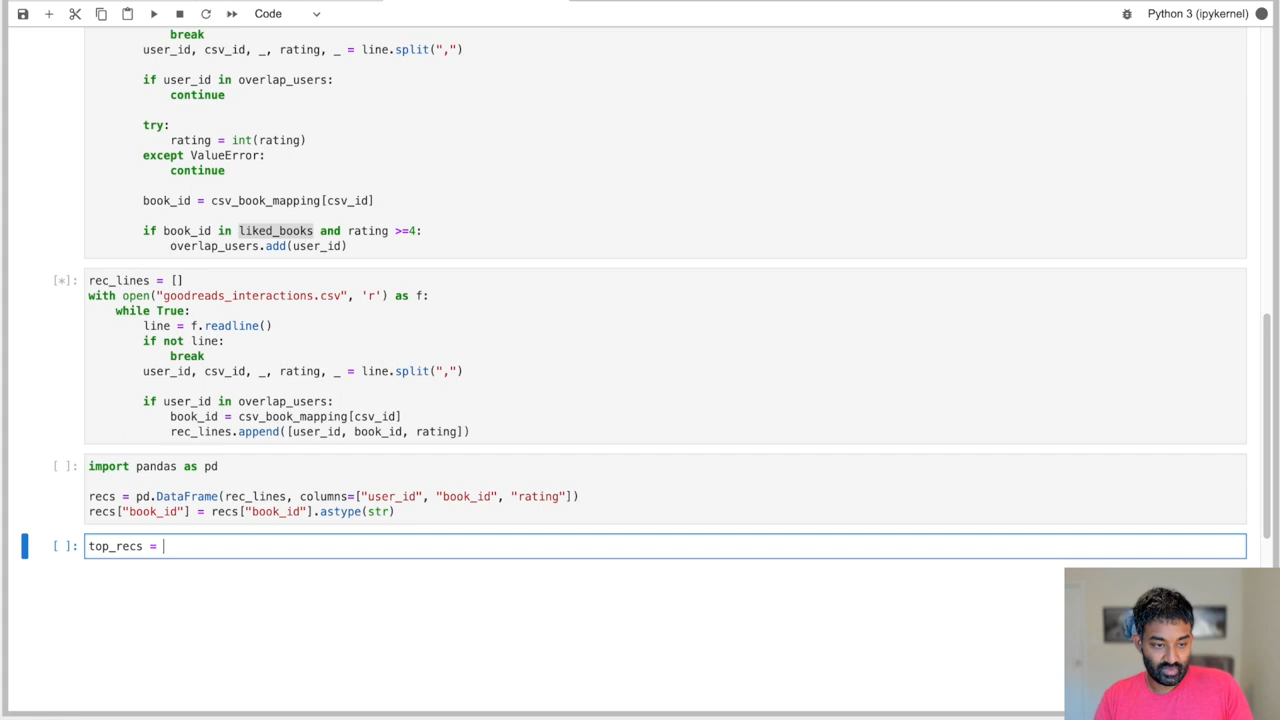 Code
Python 3 (ipykernel)
break
user_id, csv_id, _, rating, _ = line.split(",")
if user_id in overlap_users:
continue
try:
rating = int(rating)
except ValueError:
continue
book_id = csv_book_mapping[csv_id]
if book_id in liked_books and rating >=4:
overlap_users.add(user_id)
[*]:
rec_lines = []
with open("goodreads_interactions.csv", 'r') as f:
while True:
line = f.readline()
if not line:
break
user_id, csv_id, _, rating, _ = line.split(",")
if user_id in overlap_users:
book_id = csv_book_mapping[csv_id]
rec_lines.append([user_id, book_id, rating])
[ ]:
import pandas as pd
recs = pd.DataFrame(rec_lines, columns=["user_id", "book_id", "rating"])
recs["book_id"] = recs["book_id"].astype(str)
[ ]:
top_recs =